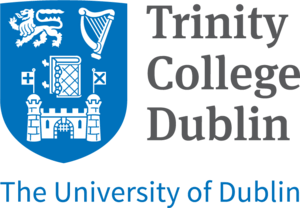 Trinity
College
Dublin
The University of Dublin